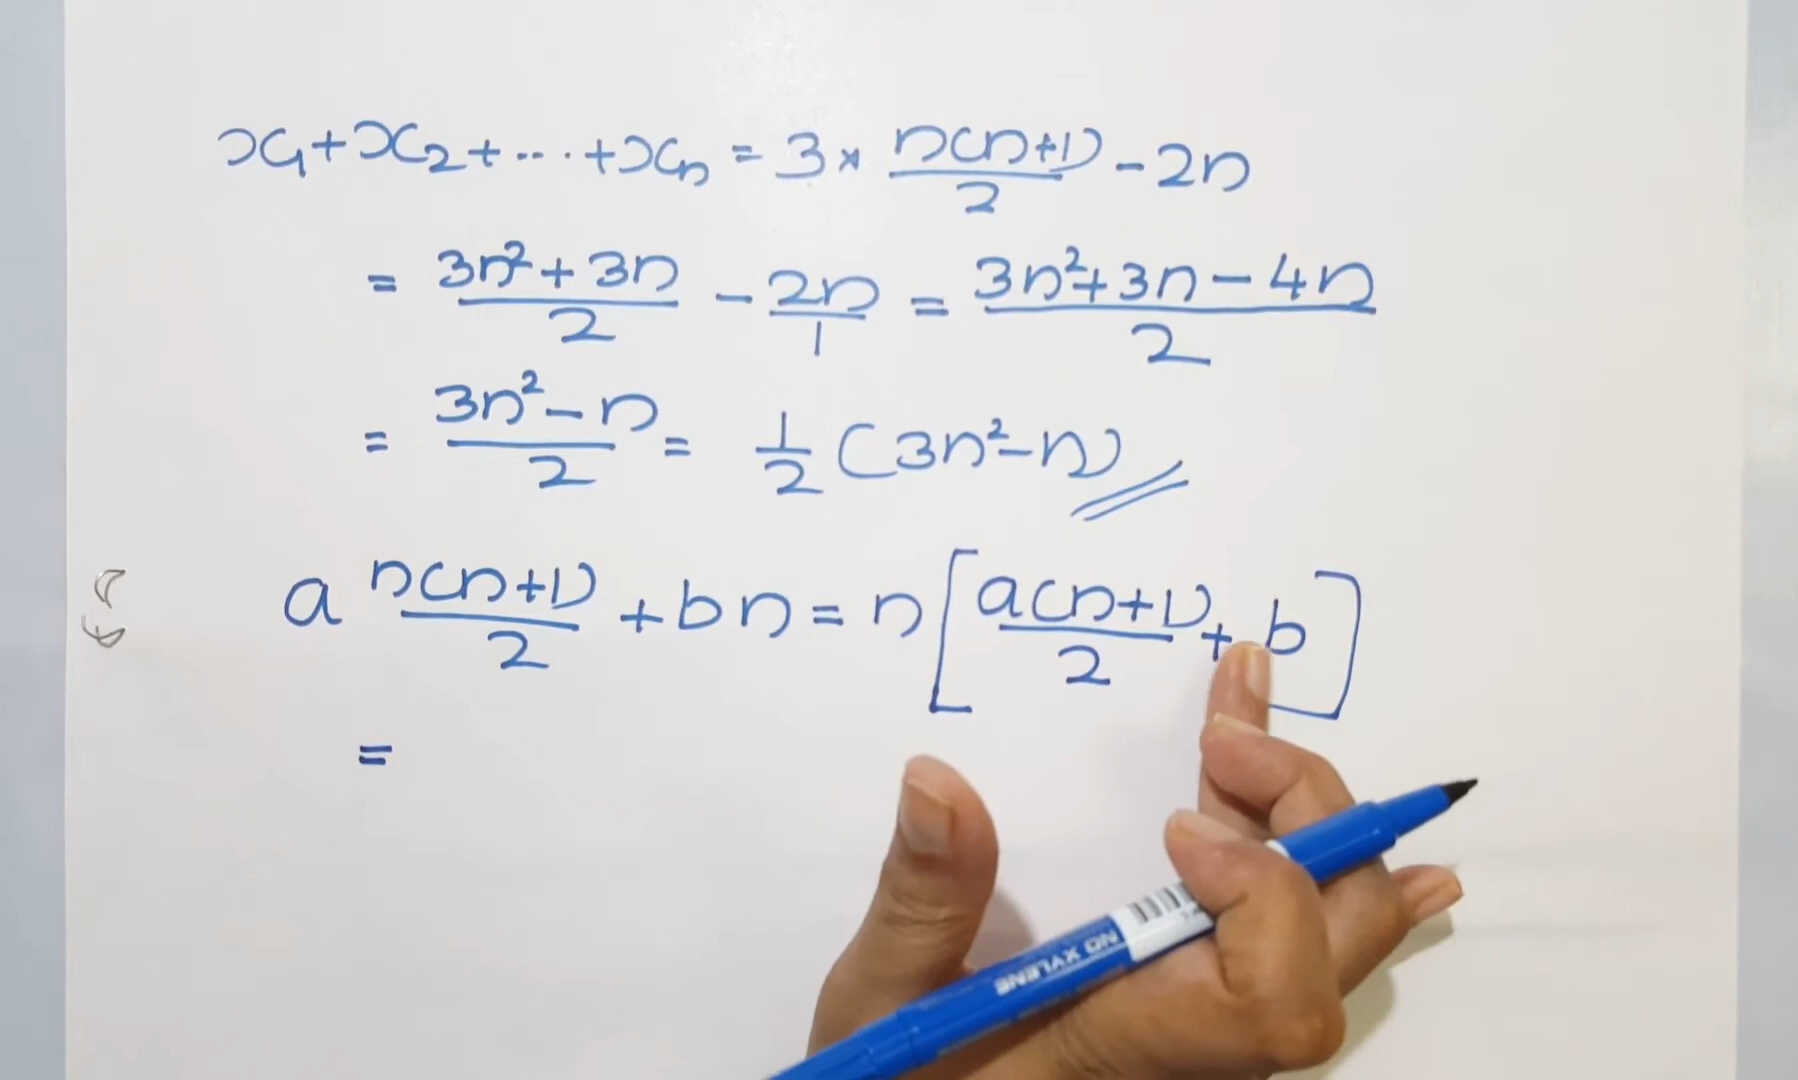 x₁+x₂+...+xₙ = 3 × n(n+1)/2 - 2n
= (3n²+3n)/2 - 2n/1 = (3n²+3n-4n)/2
= (3n²-n)/2 = 1/2 (3n²-n)
a n(n+1)/2 + bn = n[a(n+1)/2 + b]
=
NO XYLENE